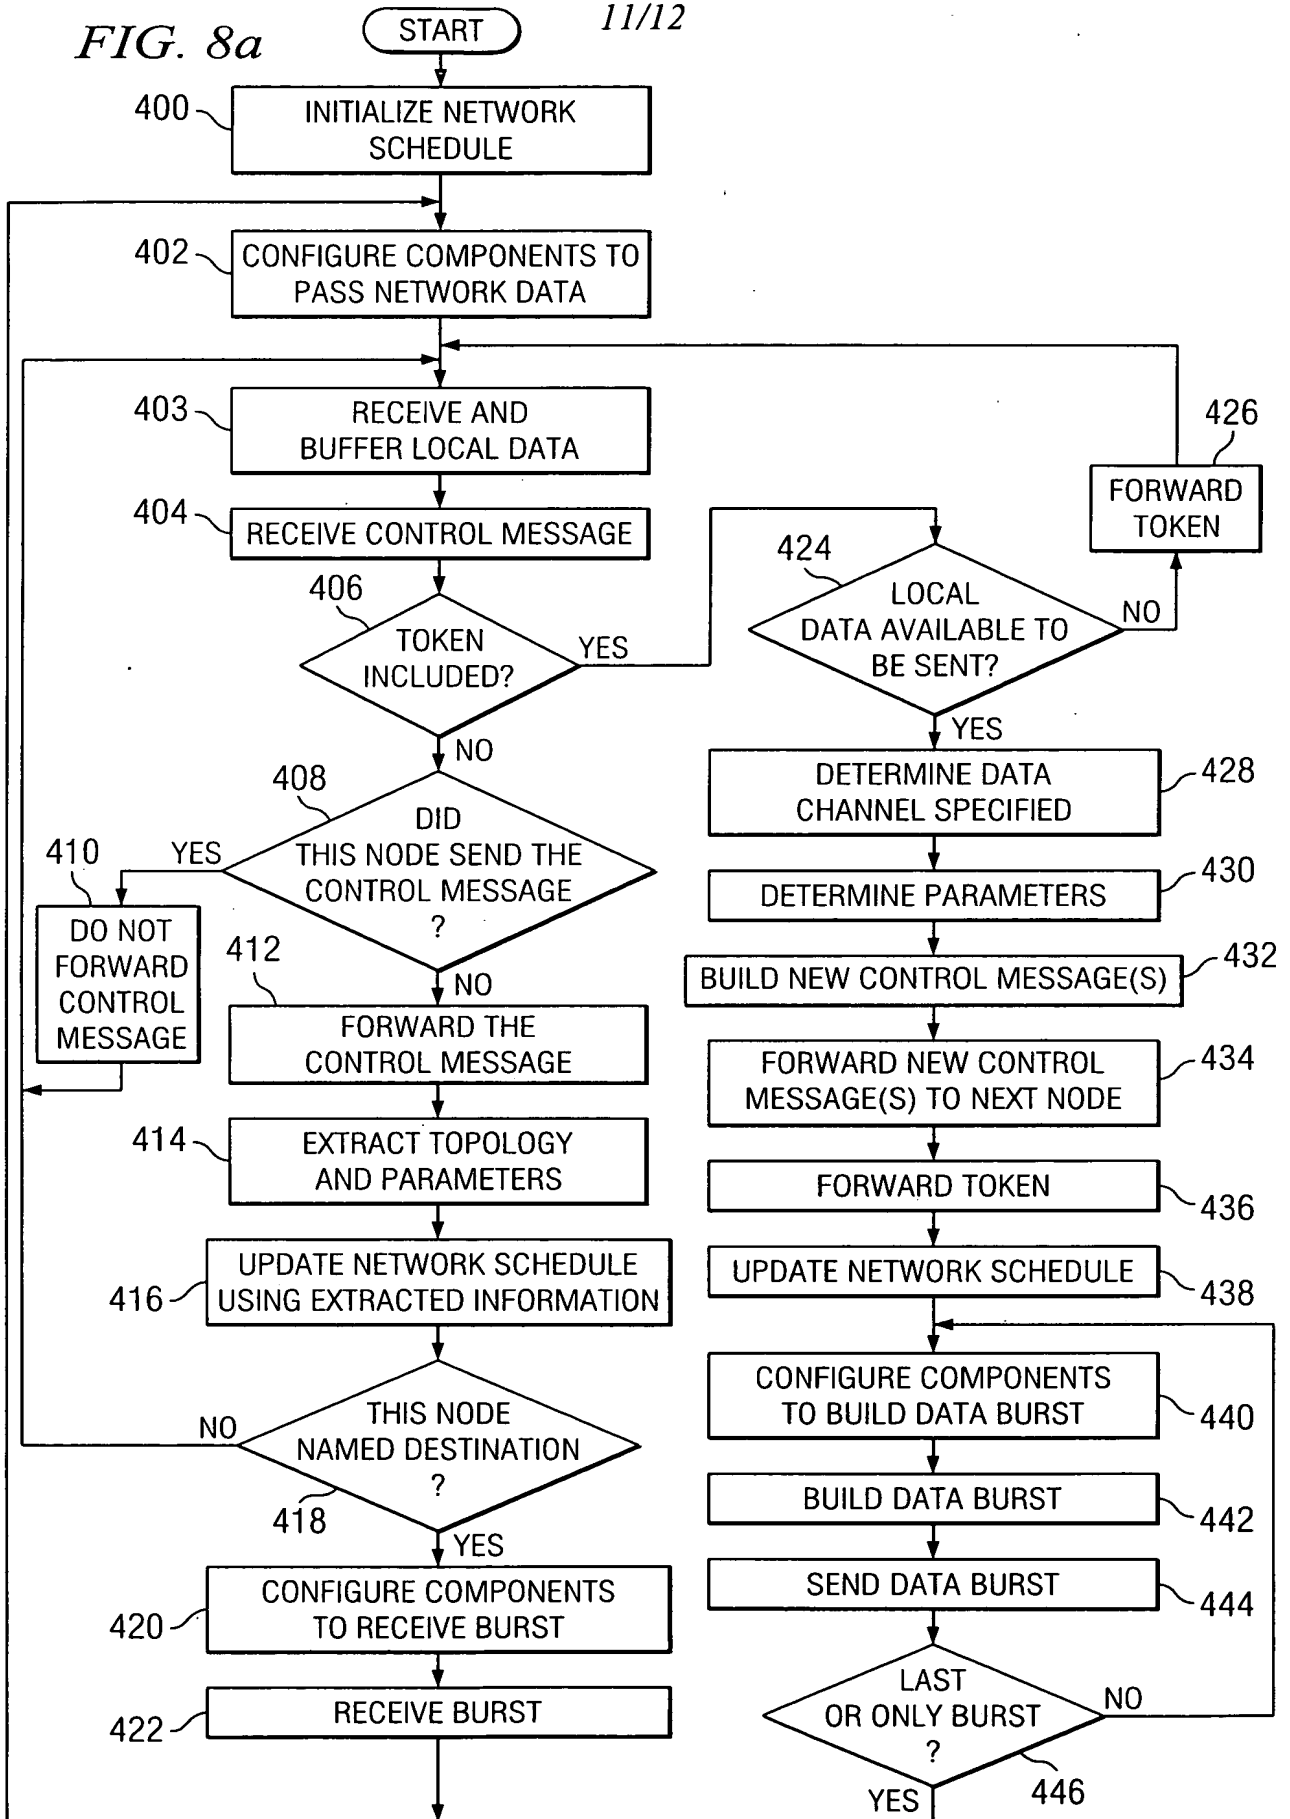 FIG. 8a
11/12
START
400
INITIALIZE NETWORK
SCHEDULE
402
CONFIGURE COMPONENTS TO
PASS NETWORK DATA
403
RECEIVE AND
BUFFER LOCAL DATA
404
RECEIVE CONTROL MESSAGE
406
TOKEN
INCLUDED?
YES
NO
408
DID
THIS NODE SEND THE
CONTROL MESSAGE
?
YES
NO
410
DO NOT
FORWARD
CONTROL
MESSAGE
412
FORWARD THE
CONTROL MESSAGE
414
EXTRACT TOPOLOGY
AND PARAMETERS
416
UPDATE NETWORK SCHEDULE
USING EXTRACTED INFORMATION
THIS NODE
NAMED DESTINATION
?
NO
418
YES
420
CONFIGURE COMPONENTS
TO RECEIVE BURST
422
RECEIVE BURST
424
LOCAL
DATA AVAILABLE TO
BE SENT?
NO
426
FORWARD
TOKEN
YES
DETERMINE DATA
CHANNEL SPECIFIED
428
DETERMINE PARAMETERS
430
BUILD NEW CONTROL MESSAGE(S)
432
FORWARD NEW CONTROL
MESSAGE(S) TO NEXT NODE
434
FORWARD TOKEN
436
UPDATE NETWORK SCHEDULE
438
CONFIGURE COMPONENTS
TO BUILD DATA BURST
440
BUILD DATA BURST
442
SEND DATA BURST
444
LAST
OR ONLY BURST
?
NO
446
YES